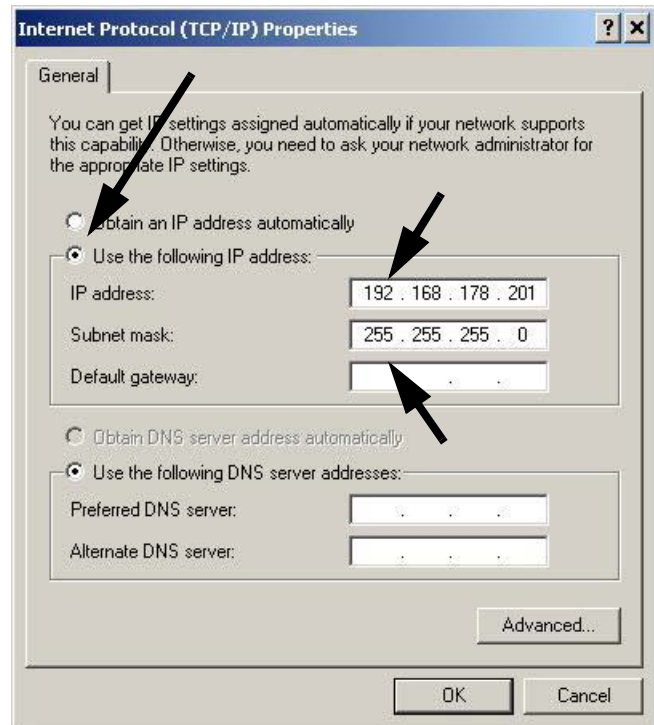 Internet Protocol (TCP/IP) Properties
General
You can get IP settings assigned automatically if your network supports
this capability. Otherwise, you need to ask your network administrator for
the appropriate IP settings.
Obtain an IP address automatically
Use the following IP address:
IP address: 192 . 168 . 178 . 201
Subnet mask: 255 . 255 . 255 . 0
Default gateway: . . .
Obtain DNS server address automatically
Use the following DNS server addresses:
Preferred DNS server: . . .
Alternate DNS server: . . .
Advanced...
OK Cancel